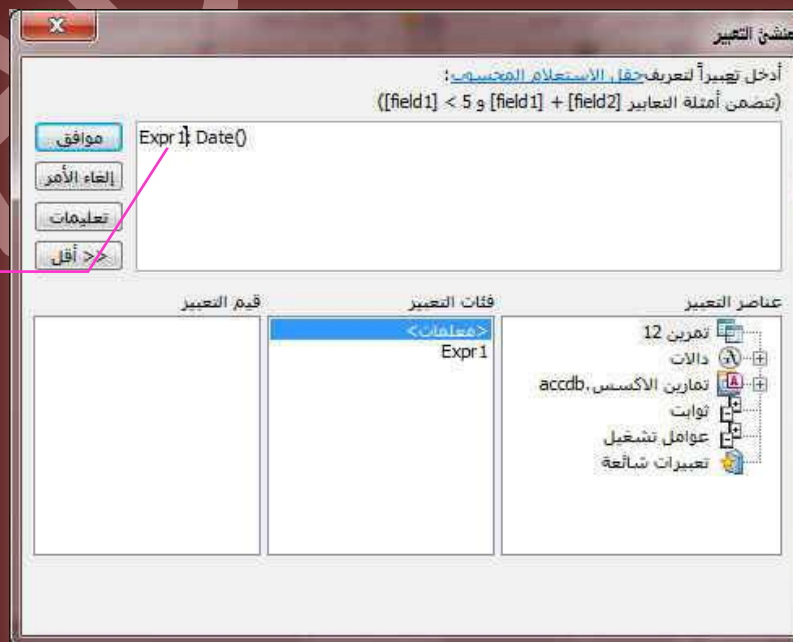 منشئ التعبير
أدخل تعبيراً لتعريف حقل الاستعلام المحسوب:
(تتضمن أمثلة التعابير [field1] + [field2] و [field1] < 5)
Expr1: Date()
موافق
إلغاء الأمر
تعليمات
<< أقل
عناصر التعبير
تمرين 12
دالات
تمارين الاكسس.accdb
ثوابت
عوامل تشغيل
تعبيرات شائعة
فئات التعبير
<معلمات>
Expr1
قيم التعبير